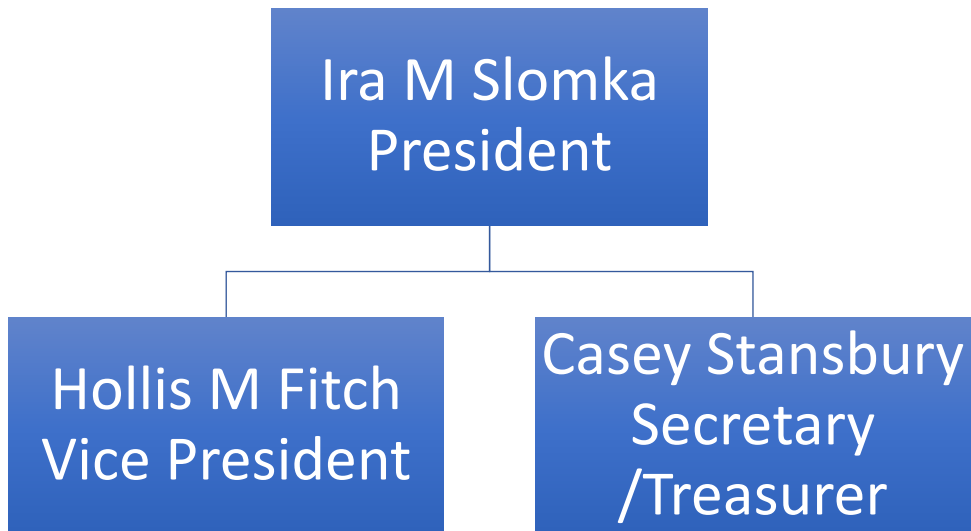 Ira M Slomka
President
Hollis M Fitch
Vice President
Casey Stansbury
Secretary
/Treasurer